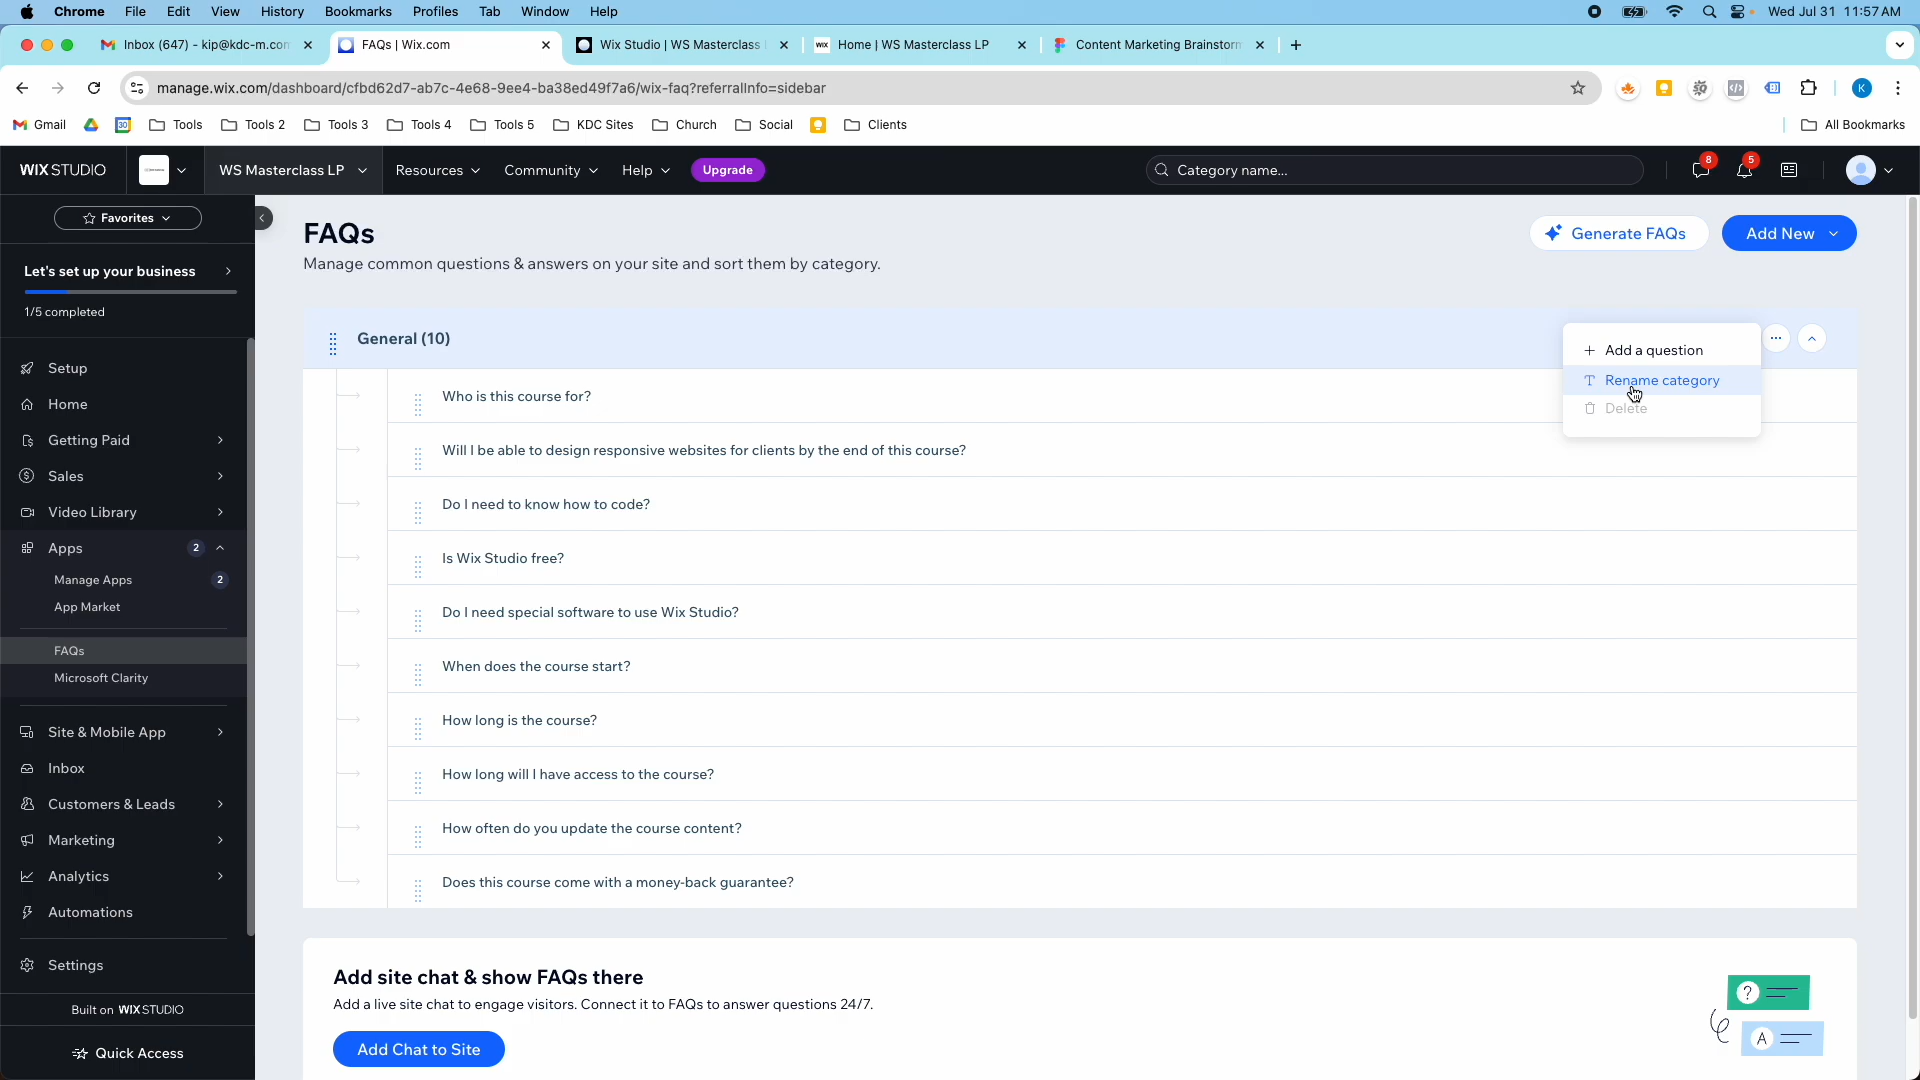 Chrome File Edit View History Bookmarks Profiles Tab Window Help Wed Jul 31 11:57 AM
Inbox (647) - kip@kdc-m.con FAQs | Wix.com Wix Studio | WS Masterclass Home | WS Masterclass LP Content Marketing Brainstorm
manage.wix.com/dashboard/cfbd62d7-ab7c-4e68-9ee4-ba38ed49f7a6/wix-faq?referralInfo=sidebar
K
Gmail 30 Tools Tools 2 Tools 3 Tools 4 Tools 5 KDC Sites Church Social Clients All Bookmarks
WIX STUDIO WS Masterclass LP Resources Community Help Upgrade Category name... 8 5
Favorites
Let's set up your business
1/5 completed
Setup
Home
Getting Paid
Sales
Video Library
Apps 2
Manage Apps 2
App Market
FAQs
Microsoft Clarity
Site & Mobile App
Inbox
Customers & Leads
Marketing
Analytics
Automations
Settings
Built on WIX STUDIO
Quick Access
FAQs
Manage common questions & answers on your site and sort them by category.
Generate FAQs
Add New
General (10)
Add a question
Rename category
Delete
Who is this course for?
Will I be able to design responsive websites for clients by the end of this course?
Do I need to know how to code?
Is Wix Studio free?
Do I need special software to use Wix Studio?
When does the course start?
How long is the course?
How long will I have access to the course?
How often do you update the course content?
Does this course come with a money-back guarantee?
Add site chat & show FAQs there
Add a live site chat to engage visitors. Connect it to FAQs to answer questions 24/7.
Add Chat to Site
?
A